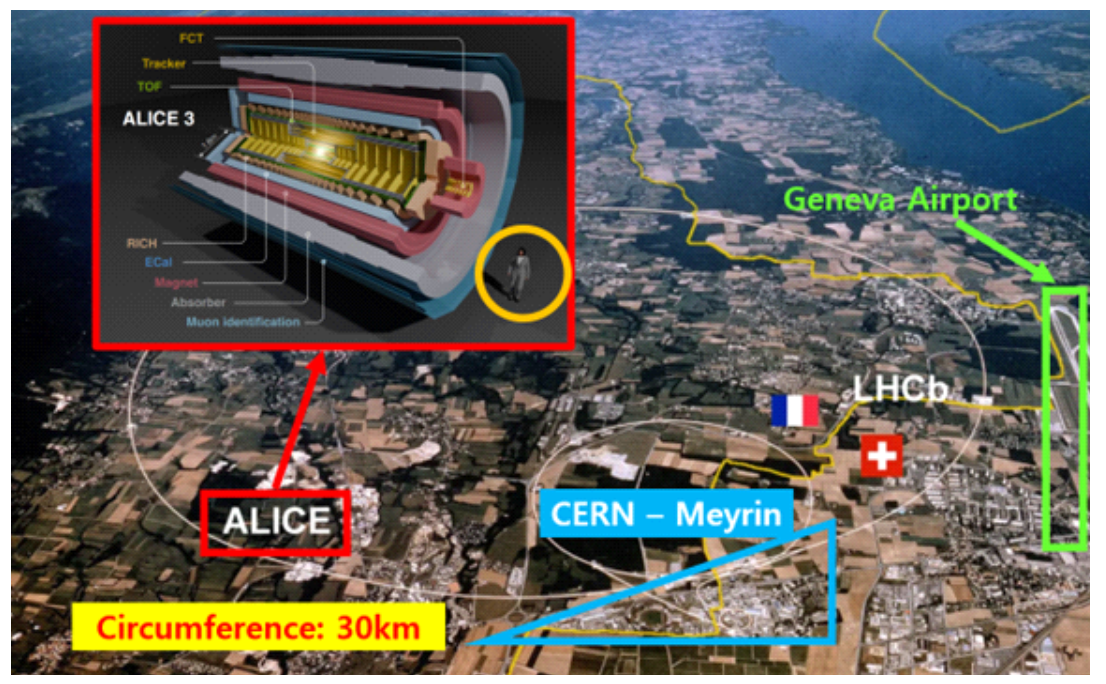 FCT
Tracker
TOF
ALICE 3
RICH
ECal
Magnet
Absorber
Muon identification
Geneva Airport
LHCb
CERN – Meyrin
ALICE
Circumference: 30km